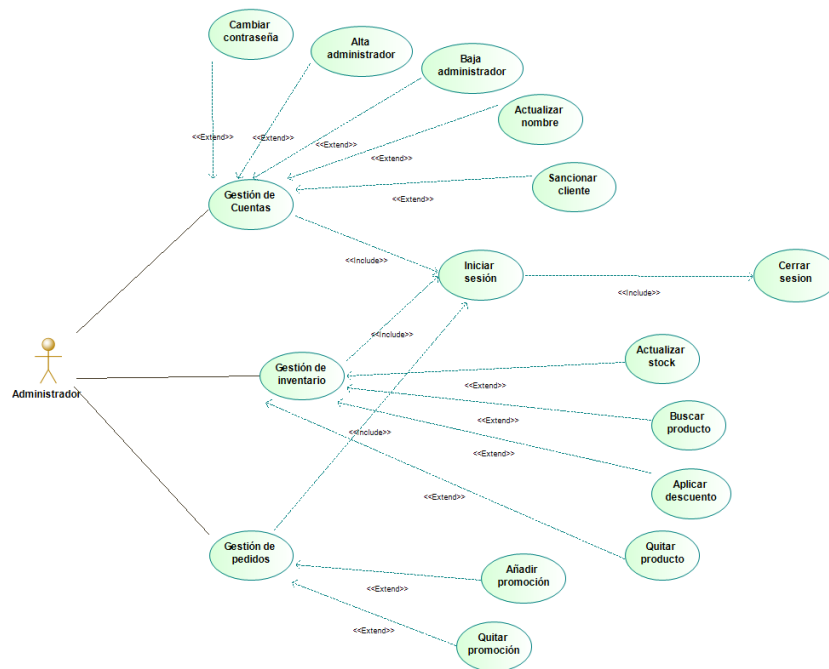 Cambiar
contraseña
Alta
administrador
Baja
administrador
Actualizar
nombre
<<Extend>>
<<Extend>>
<<Extend>>
<<Extend>>
Sancionar
cliente
<<Extend>>
Gestión de
Cuentas
<<Include>>
Iniciar
sesión
Cerrar
sesion
<<Include>>
<<Include>>
Administrador
Gestión de
inventario
Actualizar
stock
<<Extend>>
Buscar
producto
<<Extend>>
<<Include>>
<<Extend>>
Aplicar
descuento
<<Extend>>
Gestión de
pedidos
Quitar
producto
Añadir
promoción
<<Extend>>
<<Extend>>
Quitar
promoción